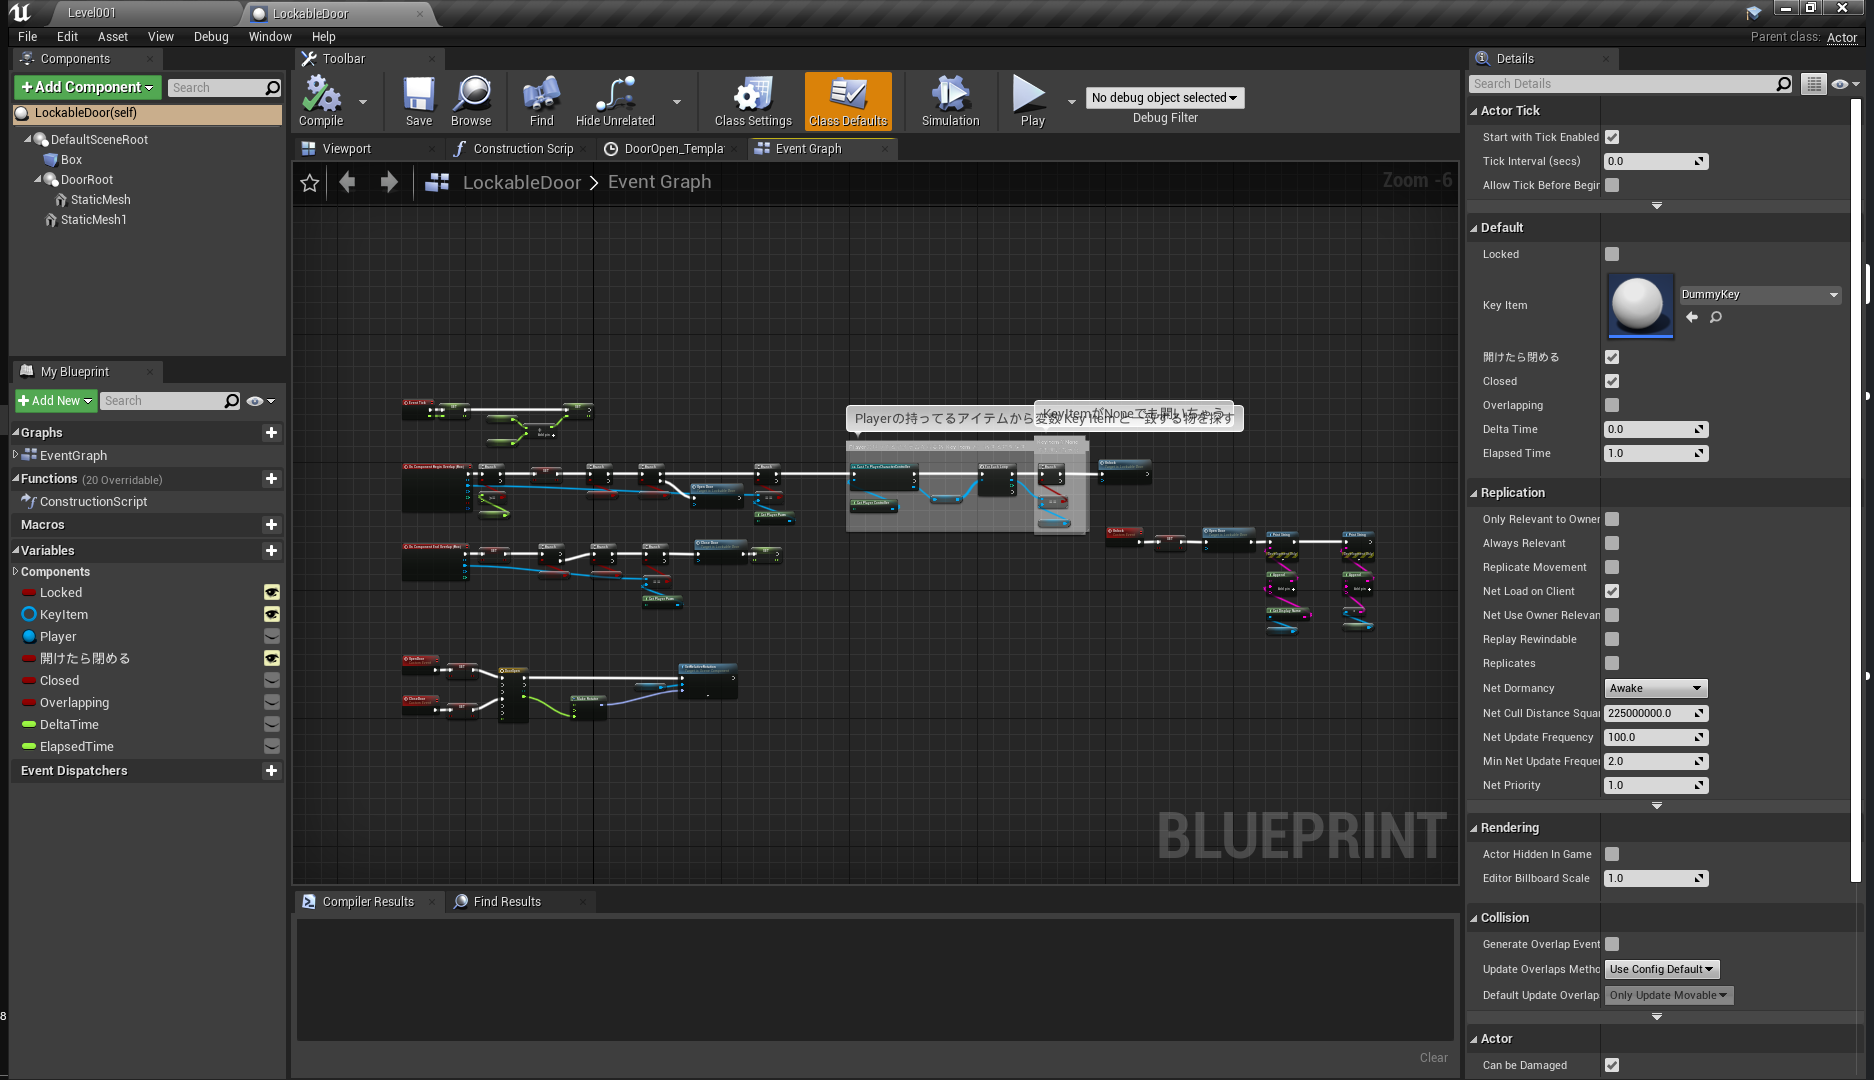 Level001
LockableDoor
File Edit Asset View Debug Window Help
Parent class: Actor
Components
Toolbar
Details
Add Component
Search
Compile
Save
Browse
Find
Hide Unrelated
Class Settings
Class Defaults
Simulation
Play
No debug object selected
Debug Filter
Search Details
LockableDoor(self)
DefaultSceneRoot
Box
DoorRoot
StaticMesh
StaticMesh1
Viewport
Construction Scrip
DoorOpen_Templa
Event Graph
LockableDoor > Event Graph
Zoom -6
My Blueprint
Add New
Search
Graphs
EventGraph
Functions (20 Overridable)
ConstructionScript
Macros
Variables
Components
Locked
KeyItem
Player
開けたら閉める
Closed
Overlapping
DeltaTime
ElapsedTime
Event Dispatchers
Playerの持ってるアイテムから変数 Key Item と一致する物を探す
KeyItemがNoneでも開いちゃう
BLUEPRINT
Compiler Results
Find Results
Clear
Actor Tick
Start with Tick Enabled
Tick Interval (secs) 0.0
Allow Tick Before Begir
Default
Locked
Key Item
DummyKey
開けたら閉める
Closed
Overlapping
Delta Time 0.0
Elapsed Time 1.0
Replication
Only Relevant to Owner
Always Relevant
Replicate Movement
Net Load on Client
Net Use Owner Relevan
Replay Rewindable
Replicates
Net Dormancy Awake
Net Cull Distance Squar 225000000.0
Net Update Frequency 100.0
Min Net Update Frequer 2.0
Net Priority 1.0
Rendering
Actor Hidden In Game
Editor Billboard Scale 1.0
Collision
Generate Overlap Event
Update Overlaps Metho Use Config Default
Default Update Overlap Only Update Movable
Actor
Can be Damaged
8